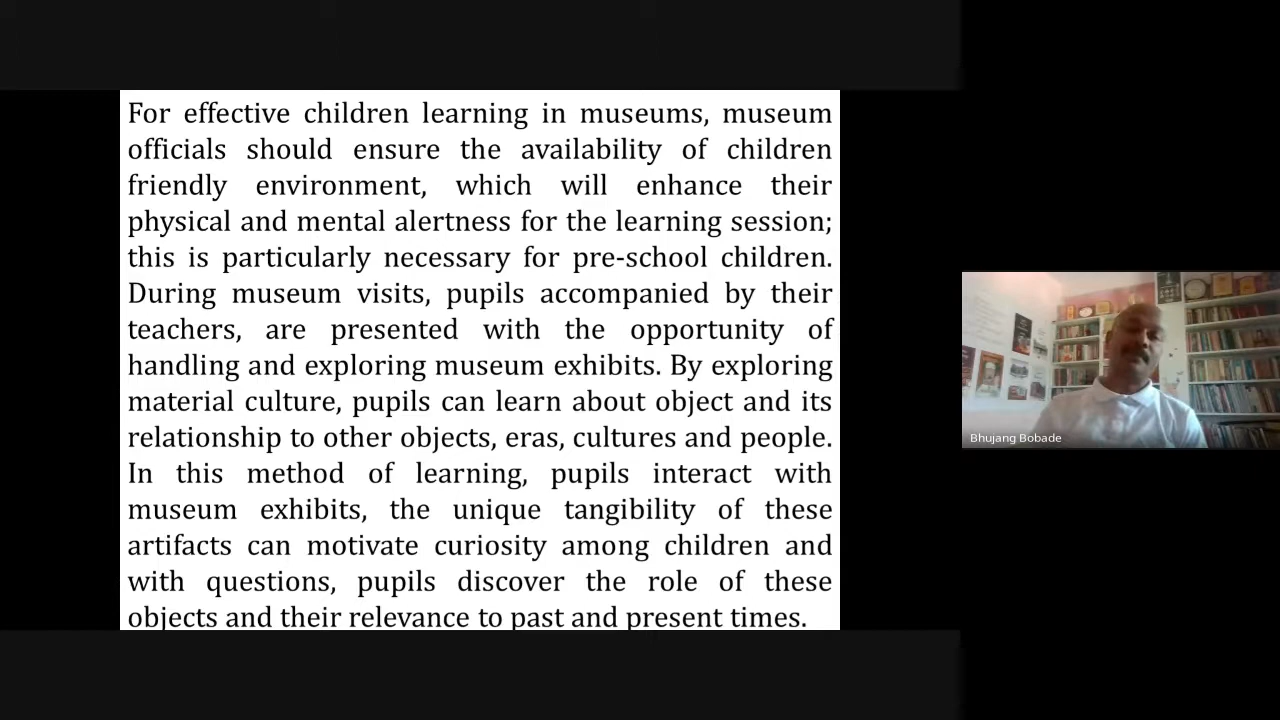 For effective children learning in museums, museum
officials should ensure the availability of children
friendly environment, which will enhance their
physical and mental alertness for the learning session;
this is particularly necessary for pre-school children.
During museum visits, pupils accompanied by their
teachers, are presented with the opportunity of
handling and exploring museum exhibits. By exploring
material culture, pupils can learn about object and its
relationship to other objects, eras, cultures and people.
In this method of learning, pupils interact with
museum exhibits, the unique tangibility of these
artifacts can motivate curiosity among children and
with questions, pupils discover the role of these
objects and their relevance to past and present times.
Bhujang Bobade